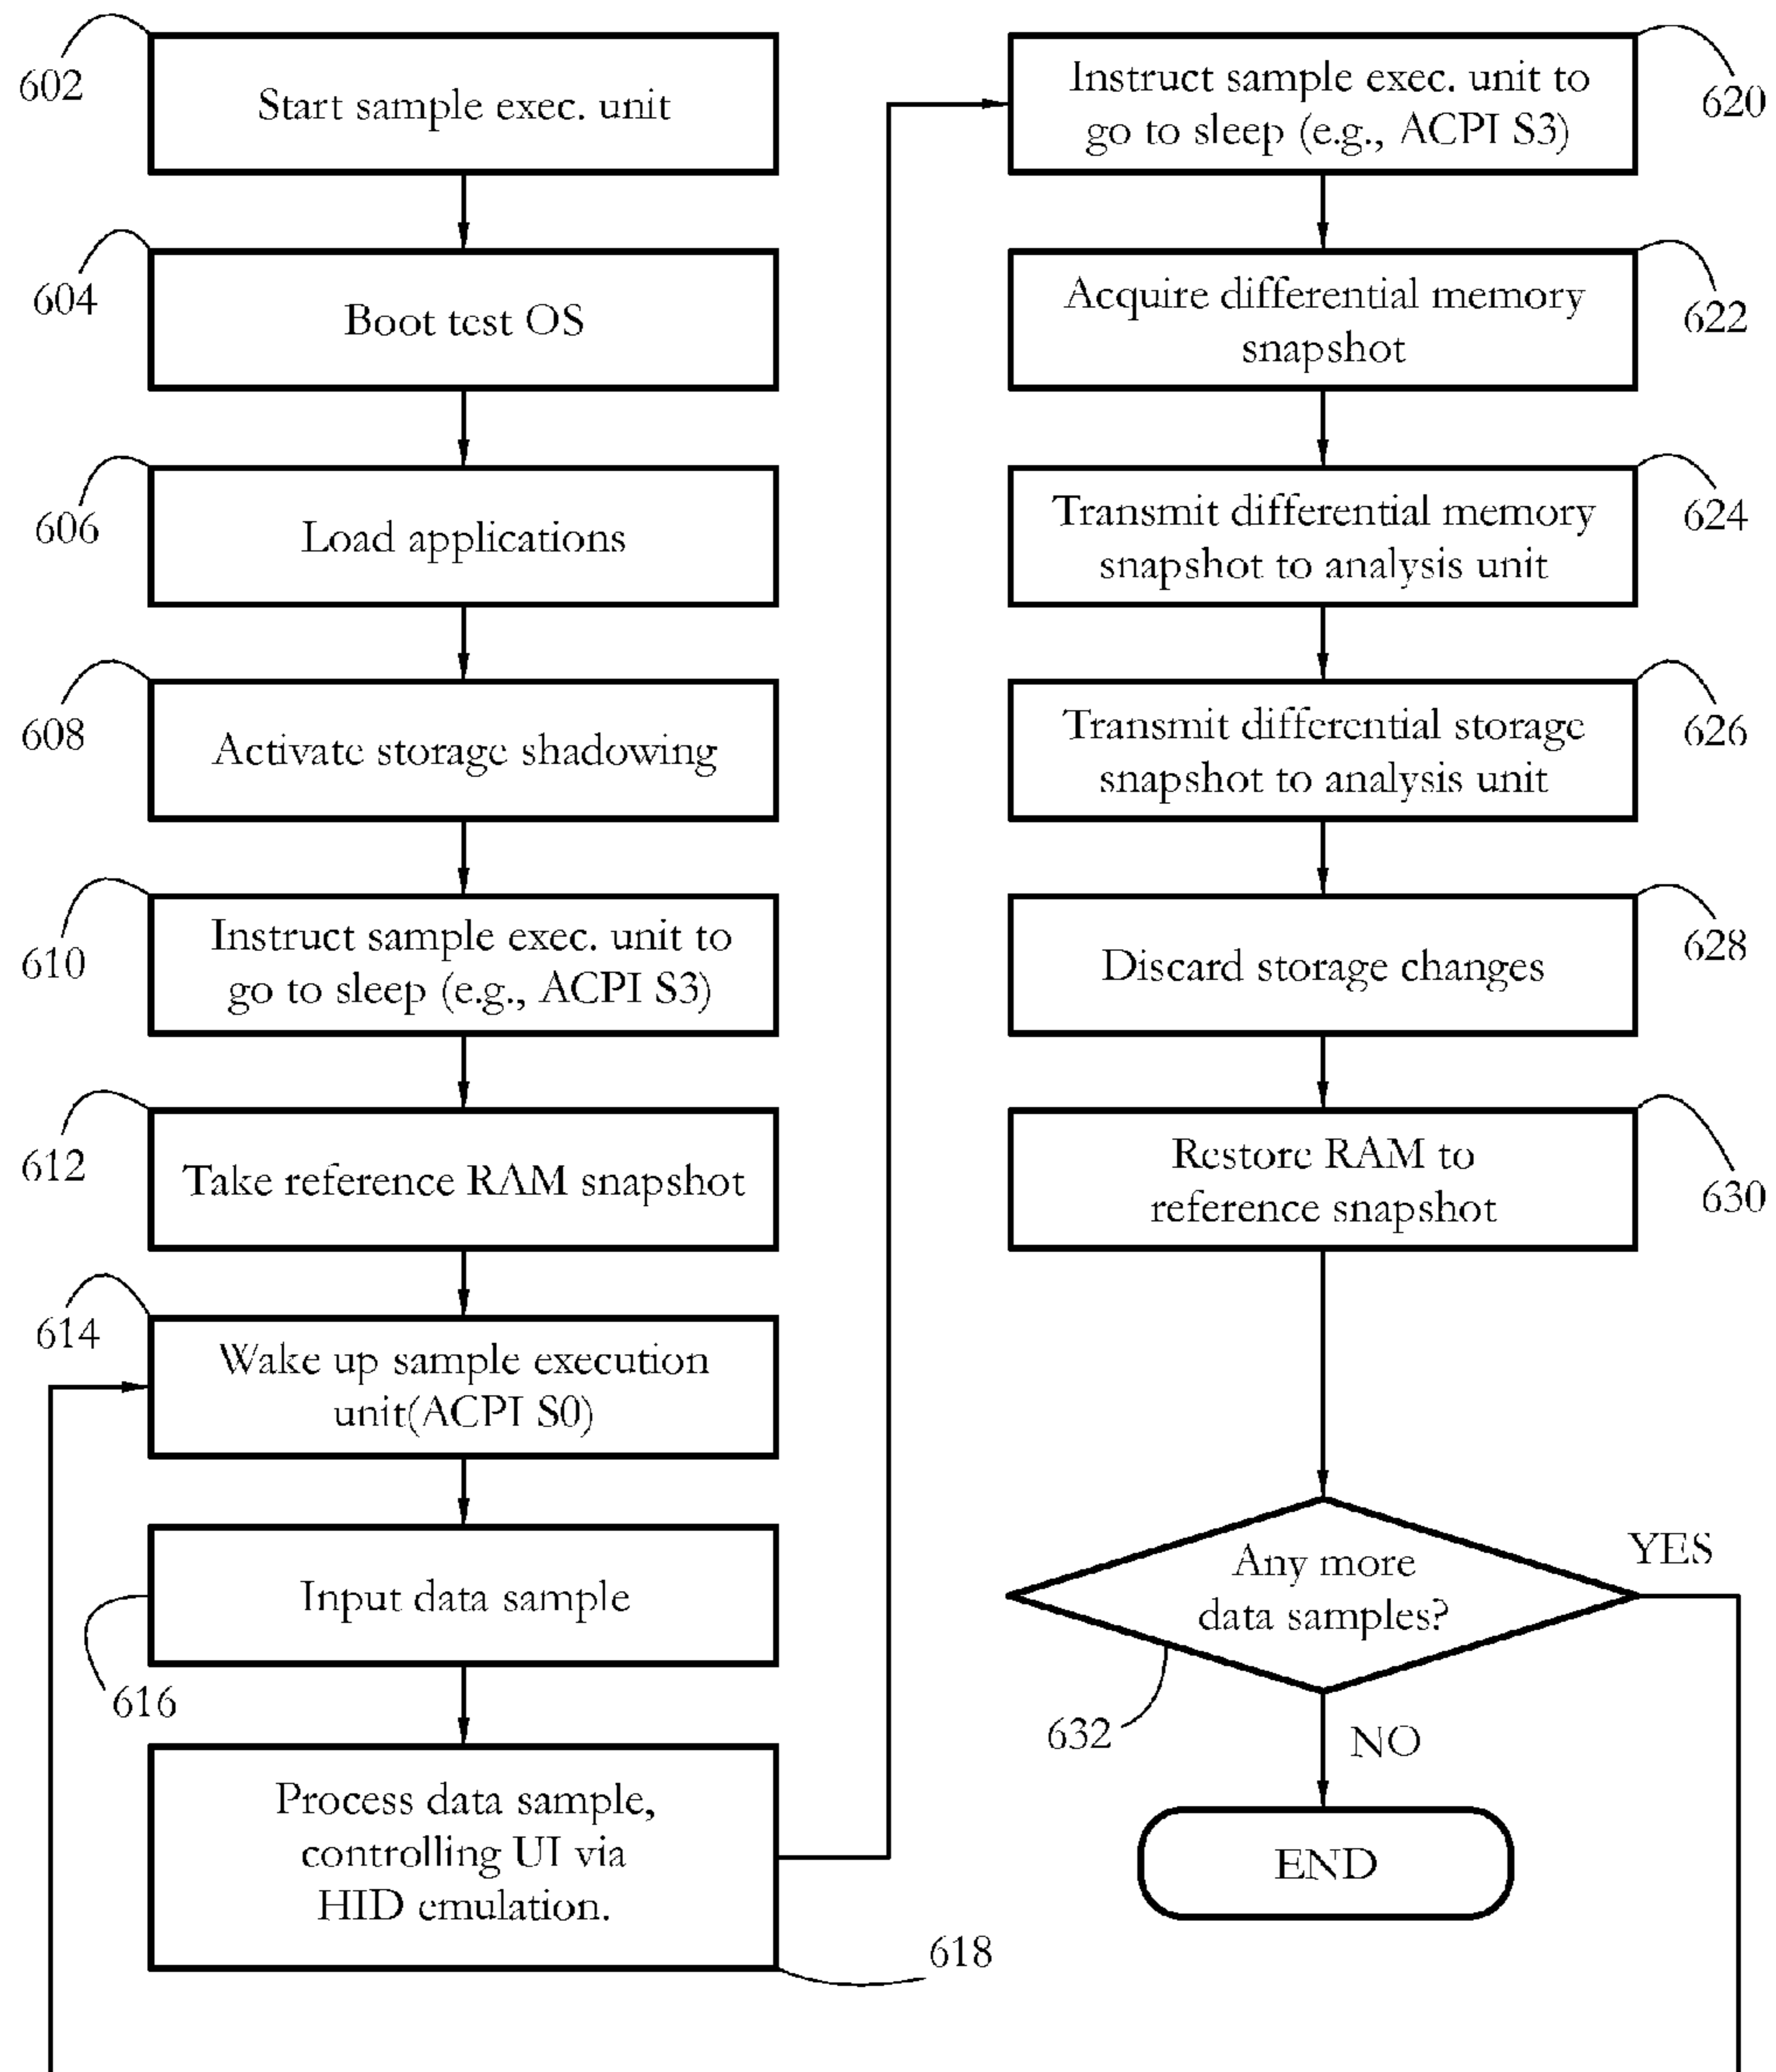 602
Start sample exec. unit
604
Boot test OS
606
Load applications
608
Activate storage shadowing
610
Instruct sample exec. unit to
go to sleep (e.g., ACPI S3)
612
Take reference RAM snapshot
614
Wake up sample execution
unit(ACPI S0)
616
Input data sample
Process data sample,
controlling UI via
HID emulation.
618
Instruct sample exec. unit to
go to sleep (e.g., ACPI S3)
620
Acquire differential memory
snapshot
622
Transmit differential memory
snapshot to analysis unit
624
Transmit differential storage
snapshot to analysis unit
626
Discard storage changes
628
Restore RAM to
reference snapshot
630
Any more
data samples?
YES
632
NO
END